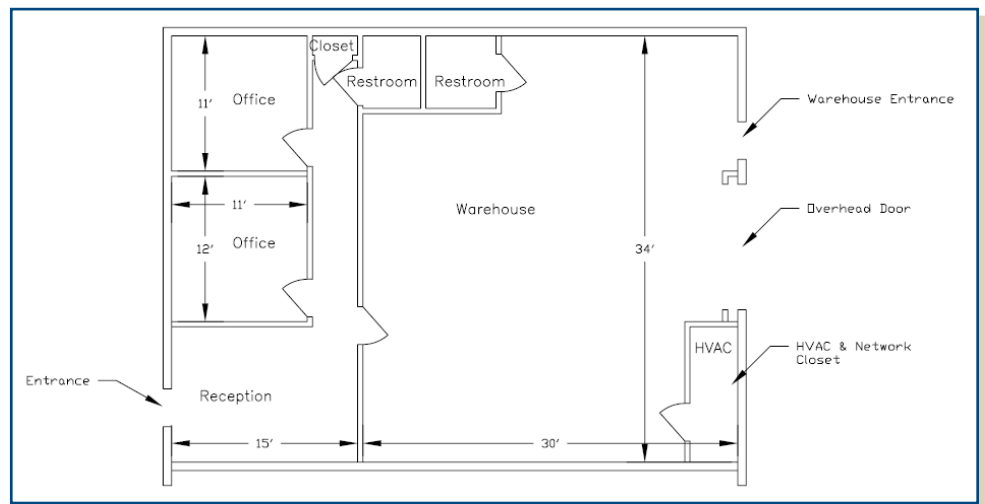 Closet
Restroom
Restroom
11'
Office
Warehouse Entrance
11'
Warehouse
Overhead Door
12'
Office
34'
HVAC
HVAC & Network
Closet
Entrance
Reception
15'
30'